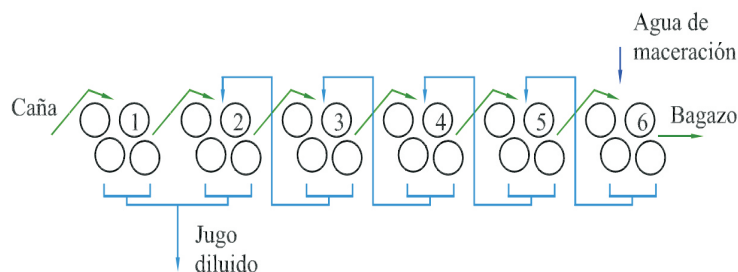 Agua de
maceración
Caña
1
2
3
4
5
6
Bagazo
Jugo
diluido